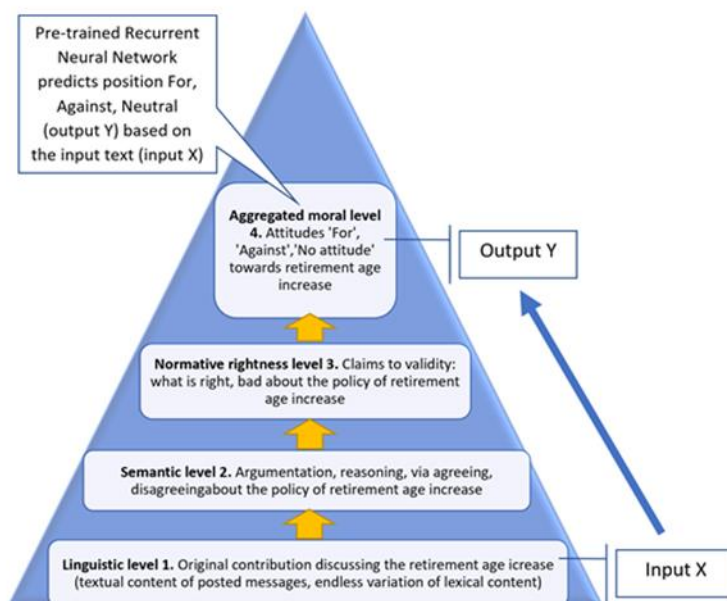 Pre-trained Recurrent
Neural Network
predicts position For,
Against, Neutral
(output Y) based on
the input text (input X)
Aggregated moral level
4. Attitudes 'For',
'Against','No attitude'
towards retirement age
increase
Output Y
Normative rightness level 3. Claims to validity:
what is right, bad about the policy of retirement
age increase
Semantic level 2. Argumentation, reasoning, via agreeing,
disagreeingabout the policy of retirement age increase
Linguistic level 1. Original contribution discussing the retirement age icrease
(textual content of posted messages, endless variation of lexical content)
Input X